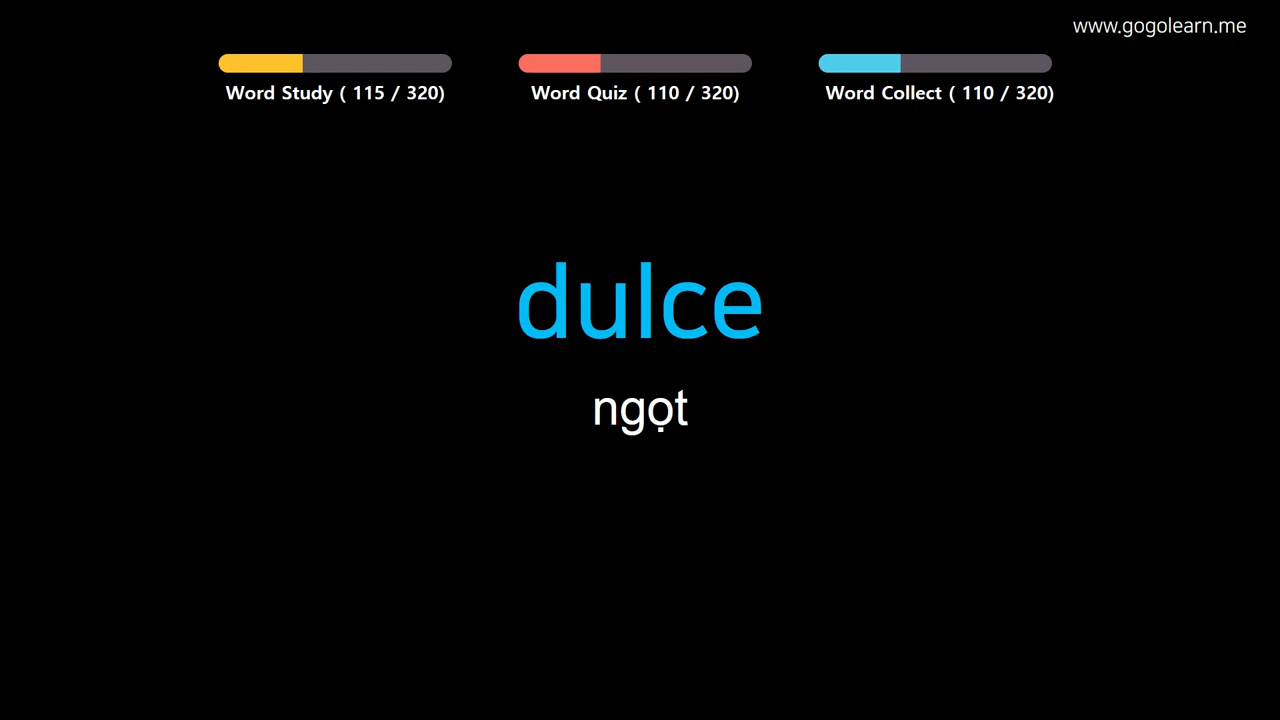 www.gogolearn.me
Word Study ( 115 / 320)
Word Quiz ( 110 / 320)
Word Collect ( 110 / 320)
dulce
ngọt